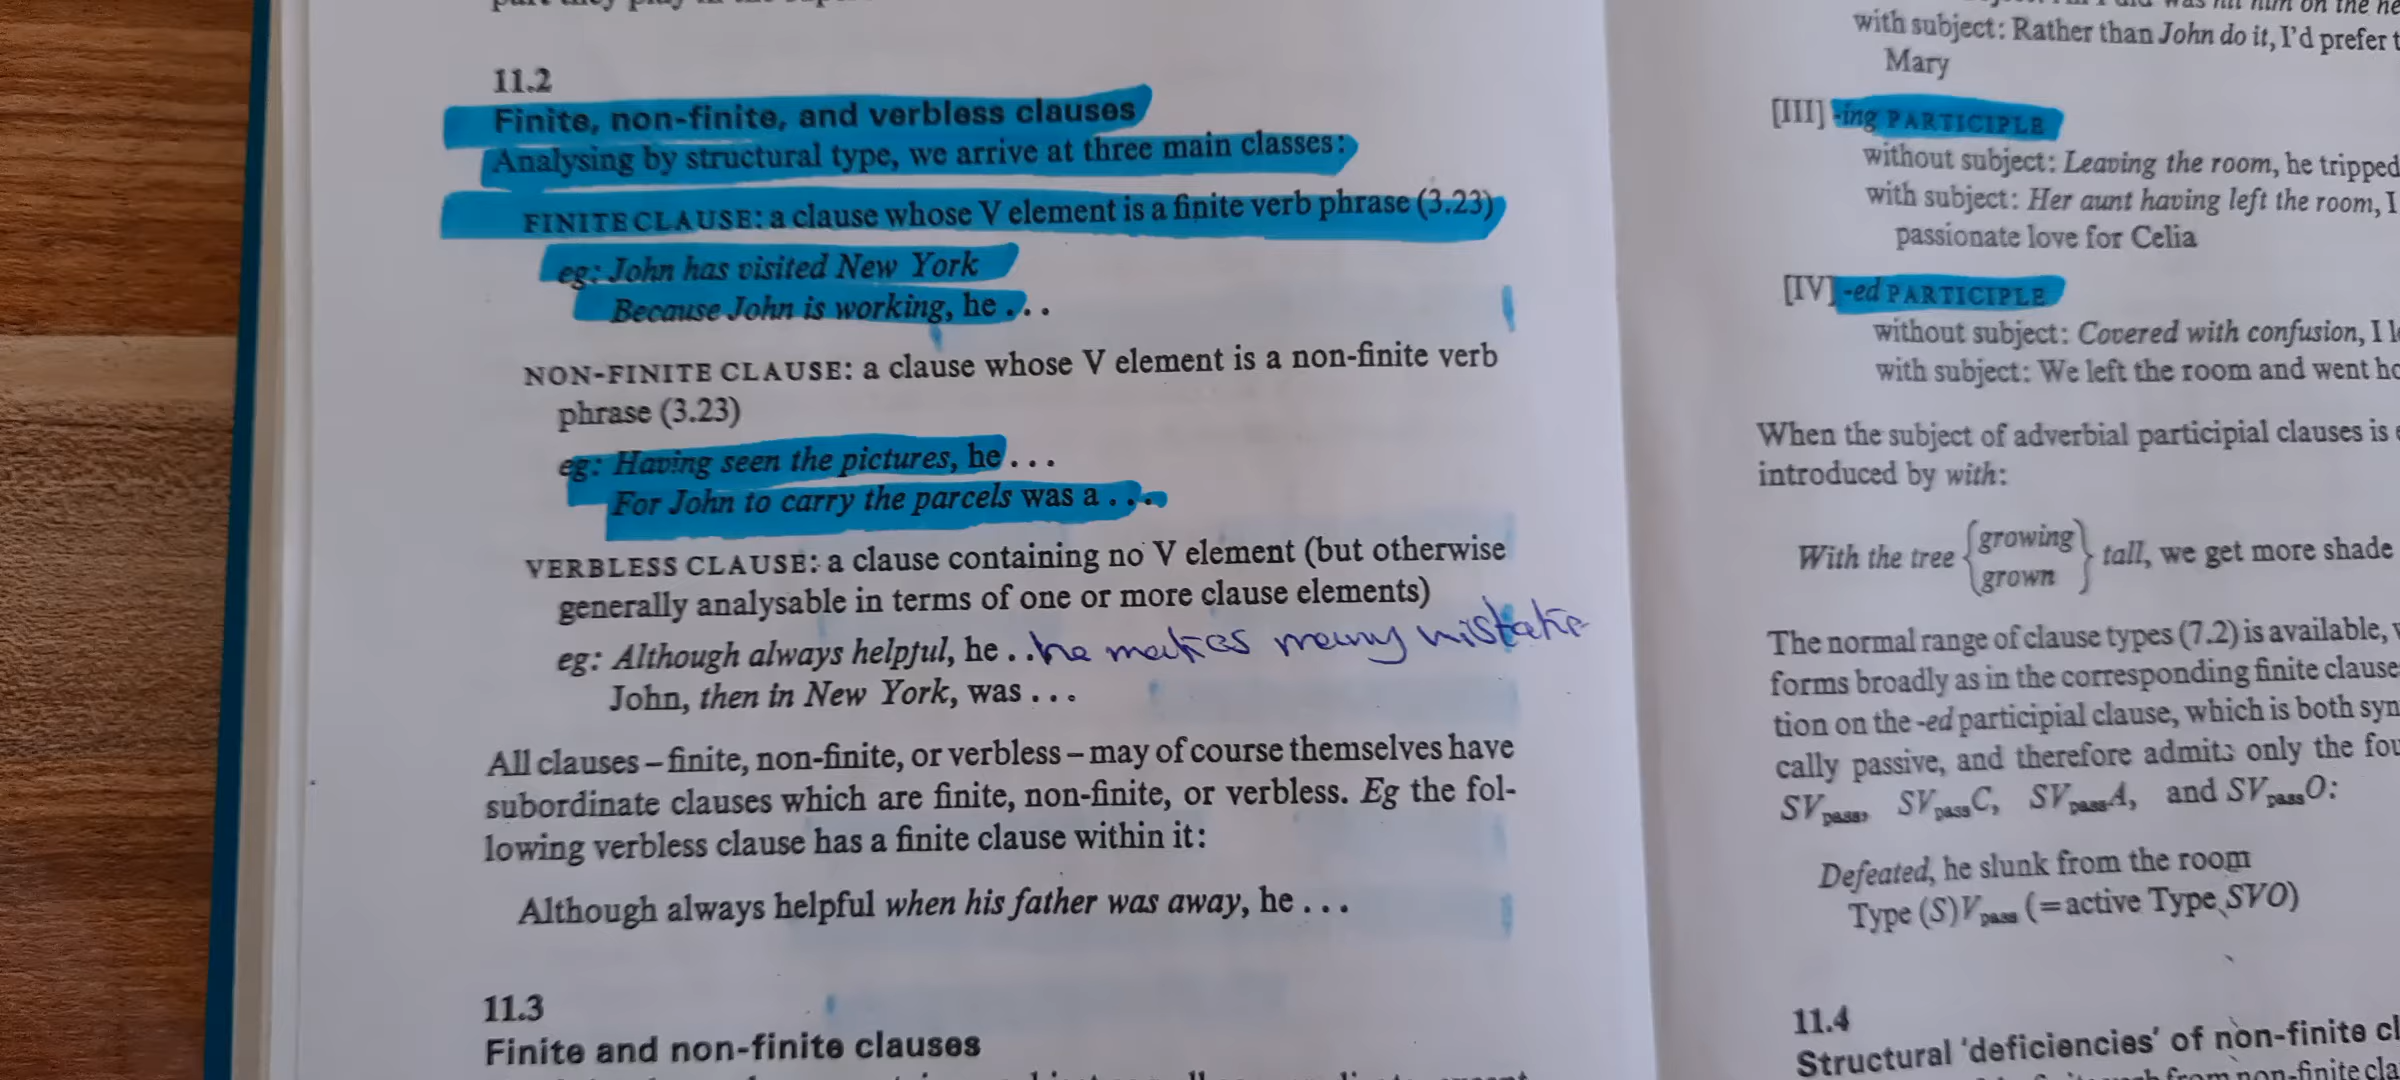 11.2
Finite, non-finite, and verbless clauses
Analysing by structural type, we arrive at three main classes:
FINITE CLAUSE: a clause whose V element is a finite verb phrase (3.23)
eg: John has visited New York
Because John is working, he . . .
NON-FINITE CLAUSE: a clause whose V element is a non-finite verb
phrase (3.23)
eg: Having seen the pictures, he . . .
For John to carry the parcels was a . . .
VERBLESS CLAUSE: a clause containing no V element (but otherwise
generally analysable in terms of one or more clause elements)
eg: Although always helpful, he . . he makes many mistake
John, then in New York, was . . .
All clauses – finite, non-finite, or verbless – may of course themselves have
subordinate clauses which are finite, non-finite, or verbless. Eg the fol-
lowing verbless clause has a finite clause within it:
Although always helpful when his father was away, he . . .
11.3
Finite and non-finite clauses
with subject: Rather than John do it, I'd prefer
Mary
[III] -ing PARTICIPLE
without subject: Leaving the room, he tripped
with subject: Her aunt having left the room, I
passionate love for Celia
[IV] -ed PARTICIPLE
without subject: Covered with confusion, I
with subject: We left the room and went
When the subject of adverbial participial clauses is
introduced by with:
With the tree {growing
grown} tall, we get more shade
The normal range of clause types (7.2) is available,
forms broadly as in the corresponding finite clause
tion on the -ed participial clause, which is both
cally passive, and therefore admits only the
SVpass, SVpassC, SVpassA, and SVpassO:
Defeated, he slunk from the room
Type (S)Vpass (=active Type SVO)
11.4
Structural 'deficiencies' of non-finite